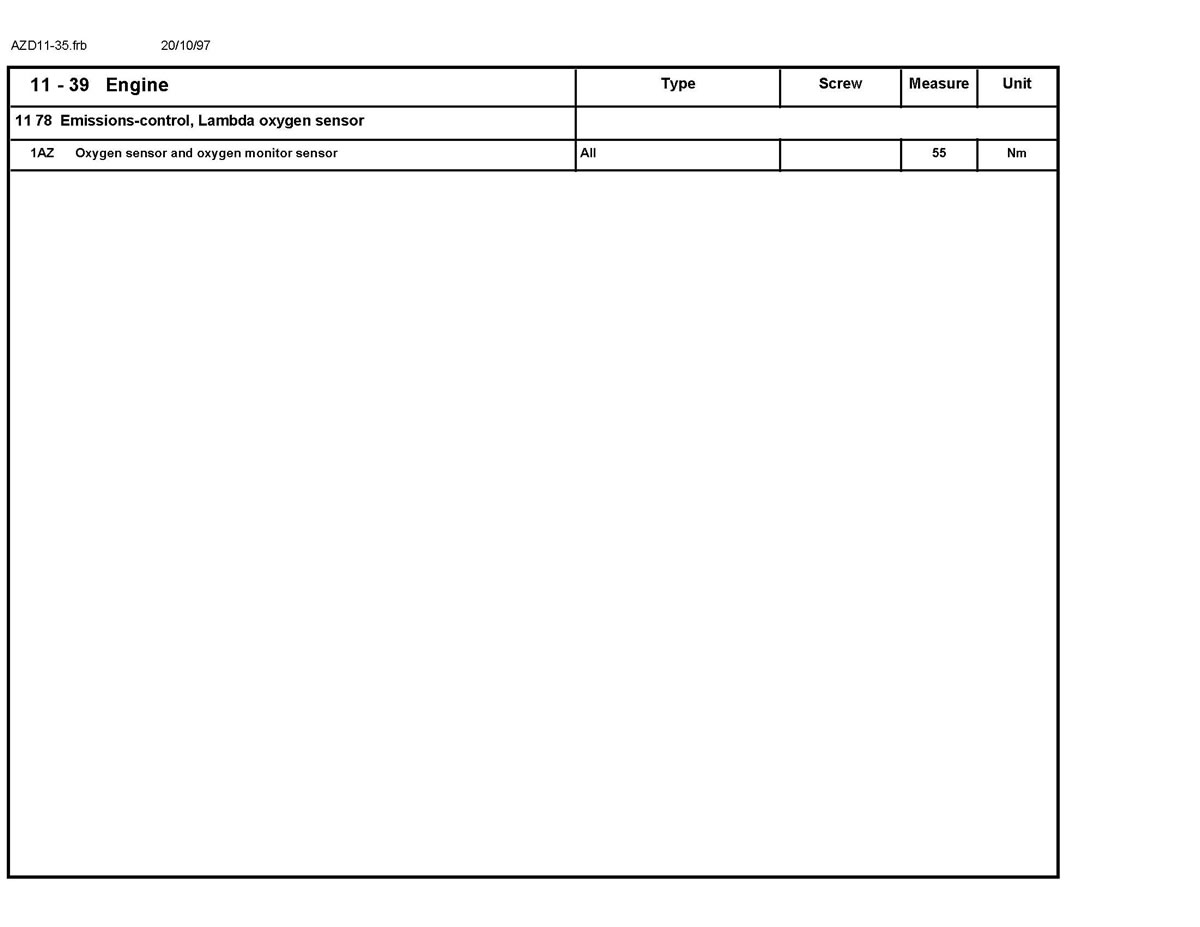 AZD11-35.frb 20/10/97
11 - 39 Engine Type Screw Measure Unit
11 78 Emissions-control, Lambda oxygen sensor
1AZ Oxygen sensor and oxygen monitor sensor All 55 Nm